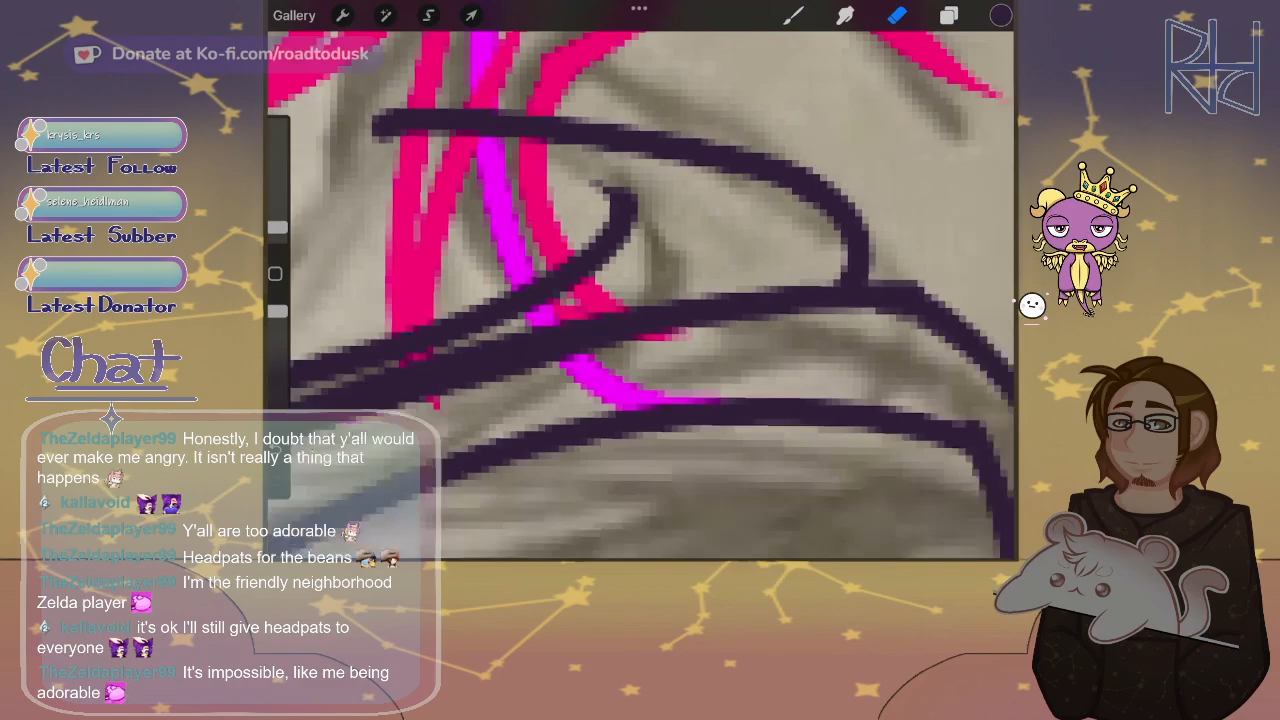 Gallery
Donate at Ko-fi.com/roadtodusk
krysis_krs
Latest Follow
selene_heidlman
Latest Subber
Latest Donator
Chat
TheZeldaplayer99 Honestly, I doubt that y'all would
ever make me angry. It isn't really a thing that
happens
kallavoid
TheZeldaplayer99 Y'all are too adorable
TheZeldaplayer99 Headpats for the beans
TheZeldaplayer99 I'm the friendly neighborhood
Zelda player
kallavoid it's ok I'll still give headpats to
everyone
TheZeldaplayer99 It's impossible, like me being
adorable